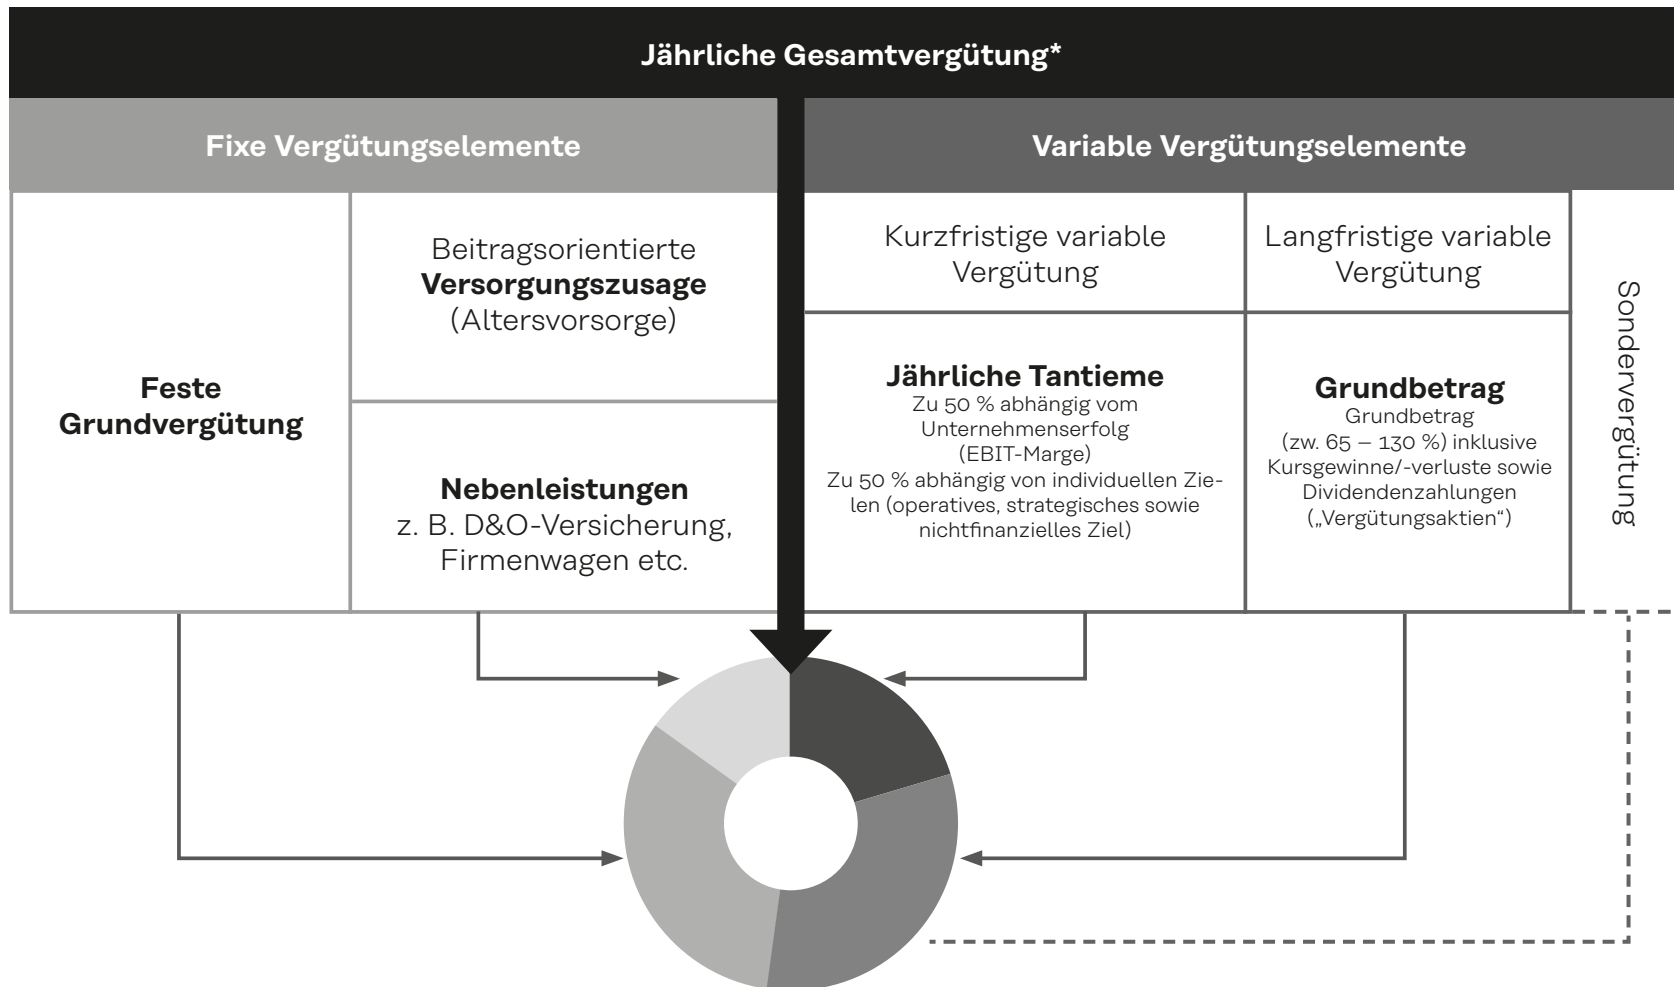 Jährliche Gesamtvergütung*
Fixe Vergütungselemente
Variable Vergütungselemente
Feste
Grundvergütung
Beitragsorientierte
Versorgungszusage
(Altersvorsorge)
Nebenleistungen
z. B. D&O-Versicherung,
Firmenwagen etc.
Kurzfristige variable
Vergütung
Jährliche Tantieme
Zu 50 % abhängig vom
Unternehmenserfolg
(EBIT-Marge)
Zu 50 % abhängig von individuellen Zie-
len (operatives, strategisches sowie
nichtfinanzielles Ziel)
Langfristige variable
Vergütung
Grundbetrag
Grundbetrag
(zw. 65 – 130 %) inklusive
Kursgewinne/-verluste sowie
Dividendenzahlungen
(„Vergütungsaktien“)
Sondervergütung